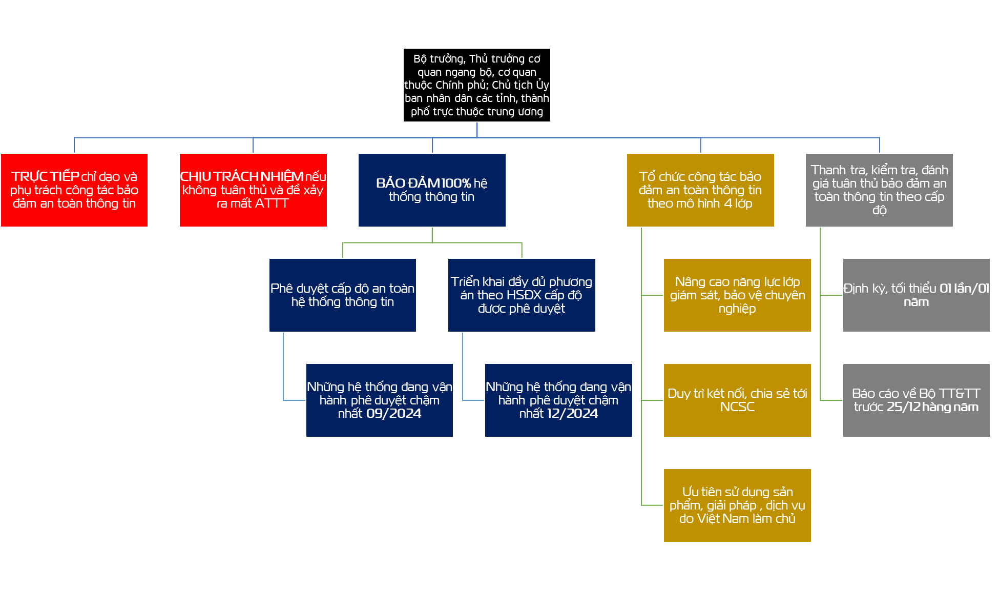 Bộ trưởng, Thủ trưởng cơ
quan ngang bộ, cơ quan
thuộc Chính phủ; Chủ tịch Ủy
ban nhân dân các tỉnh, thành
phố trực thuộc trung ương
TRỰC TIẾP chỉ đạo và
phụ trách công tác bảo
đảm an toàn thông tin
CHỊU TRÁCH NHIỆM nếu
không tuân thủ và để xảy
ra mất ATTT
BẢO ĐẢM 100% hệ
thống thông tin
Tổ chức công tác bảo
đảm an toàn thông tin
theo mô hình 4 lớp
Thanh tra, kiểm tra, đánh
giá tuân thủ bảo đảm an
toàn thông tin theo cấp
độ
Phê duyệt cấp độ an toàn
hệ thống thông tin
Triển khai đầy đủ phương
án theo HSĐX cấp độ
được phê duyệt
Nâng cao năng lực lớp
giám sát, bảo vệ chuyên
nghiệp
Định kỳ, tối thiểu 01 lần/01
năm
Những hệ thống đang vận
hành phê duyệt chậm
nhất 09/2024
Những hệ thống đang vận
hành phê duyệt chậm
nhất 12/2024
Duy trì két nối, chia sẻ tới
NCSC
Báo cáo về Bộ TT&TT
trước 25/12 hàng năm
Ưu tiên sử dụng sản
phẩm, giải pháp , dịch vụ
do Việt Nam làm chủ